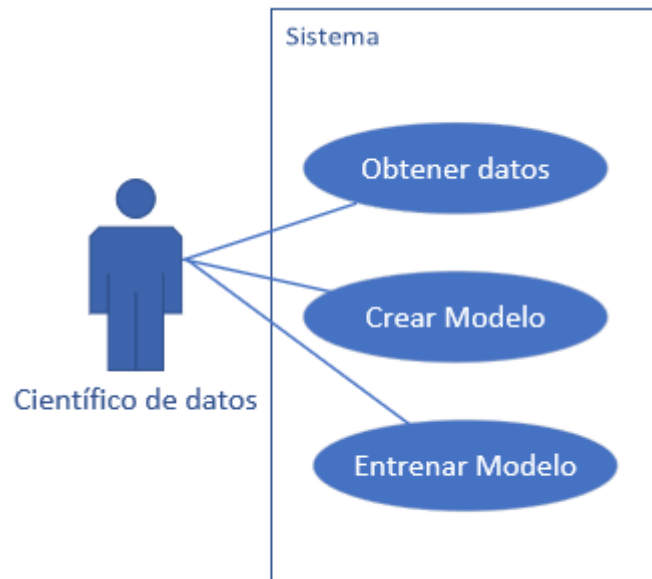 Sistema
Obtener datos
Crear Modelo
Científico de datos
Entrenar Modelo